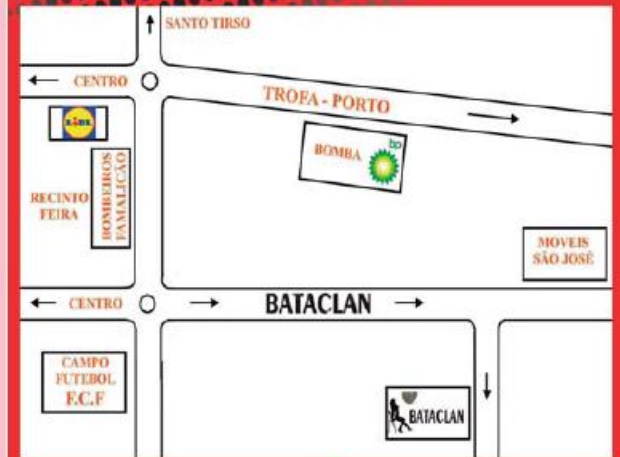 SANTO TIRSO
CENTRO
TROFA - PORTO
LIDL
BOMBA
bp
RECINTO
FEIRA
BOMBEIROS
FAMALICÃO
MOVEIS
SÃO JOSÉ
CENTRO
BATACLAN
CAMPO
FUTEBOL
F.C.F
BATACLAN